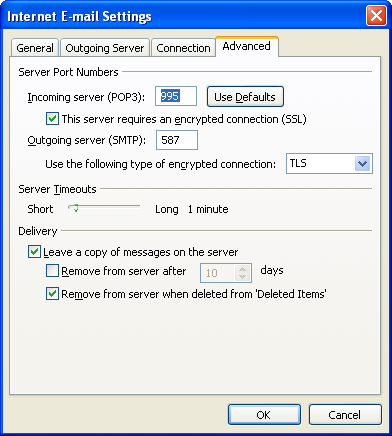 Internet E-mail Settings
General Outgoing Server Connection Advanced
Server Port Numbers
Incoming server (POP3): 995 Use Defaults
This server requires an encrypted connection (SSL)
Outgoing server (SMTP): 587
Use the following type of encrypted connection: TLS
Server Timeouts
Short Long 1 minute
Delivery
Leave a copy of messages on the server
Remove from server after 10 days
Remove from server when deleted from 'Deleted Items'
OK Cancel